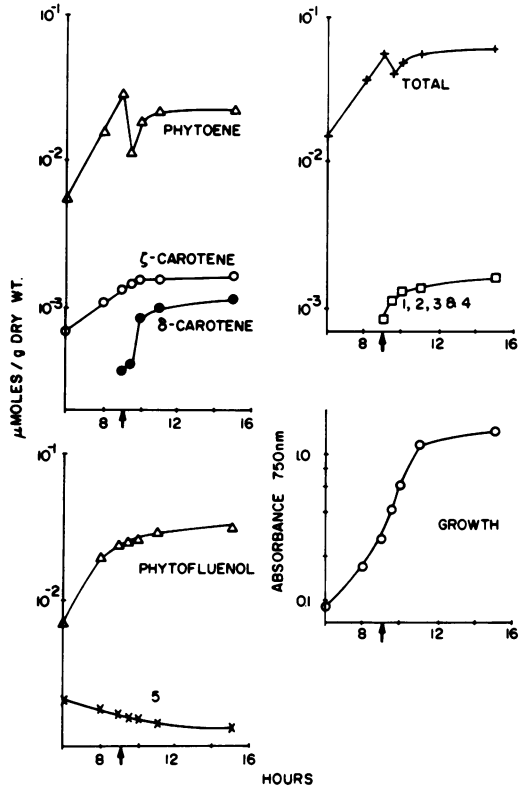 μMOLES / g DRY WT.
10-1
10-2
10-3
PHYTOENE
ζ-CAROTENE
δ-CAROTENE
8
12
16
10-1
10-2
10-3
TOTAL
1, 2, 3 & 4
8
12
16
10-1
10-2
PHYTOFLUENOL
5
8
12
16
ABSORBANCE 750nm
1.0
0.1
GROWTH
8
12
16
HOURS